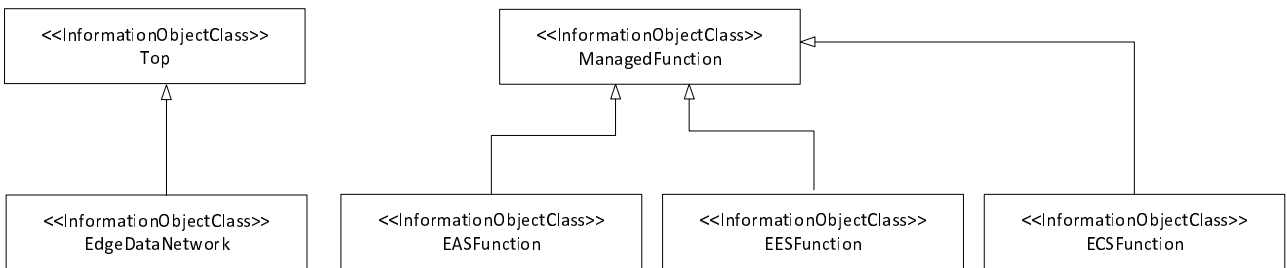 <<InformationObjectClass>>
Top
<<InformationObjectClass>>
ManagedFunction
<<InformationObjectClass>>
EdgeDataNetwork
<<InformationObjectClass>>
EASFunction
<<InformationObjectClass>>
EESFunction
<<InformationObjectClass>>
ECSFunction